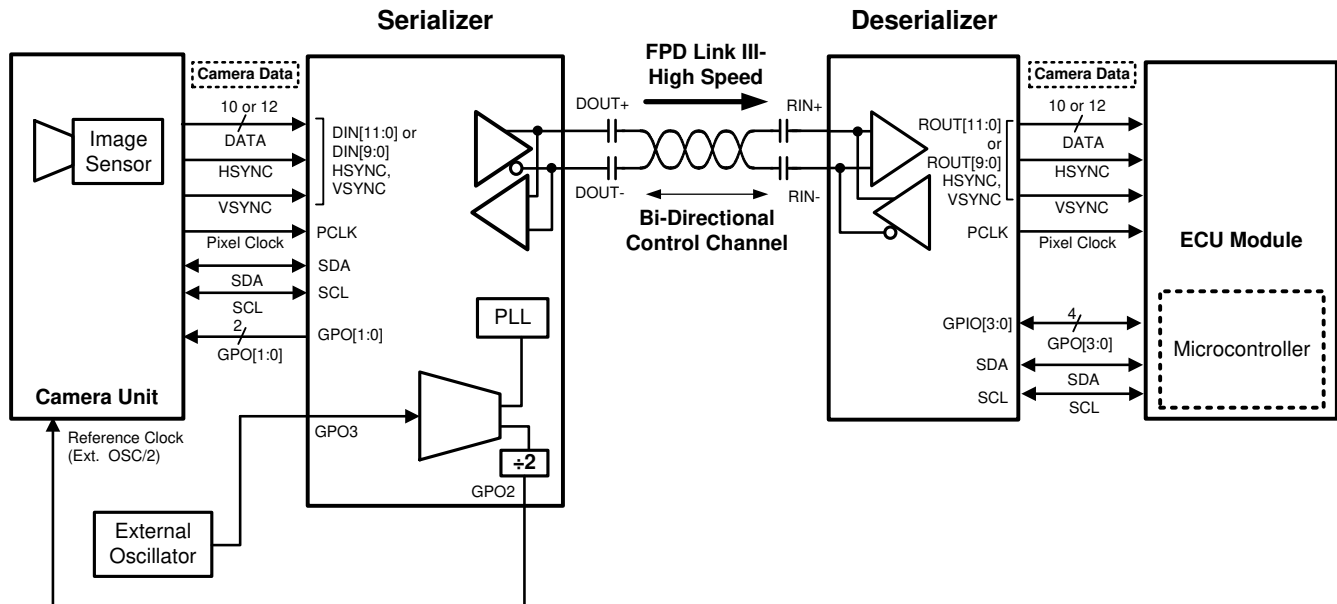 Serializer
Deserializer
Camera Data
10 or 12
DATA
HSYNC
VSYNC
Pixel Clock
SDA
SCL
2
GPO[1:0]
Image
Sensor
Camera Unit
Reference Clock
(Ext. OSC/2)
External
Oscillator
DIN[11:0] or
DIN[9:0]
HSYNC,
VSYNC
PCLK
SDA
SCL
GPO[1:0]
GPO3
PLL
÷2
GPO2
FPD Link III-
High Speed
DOUT+
RIN+
DOUT-
RIN-
Bi-Directional
Control Channel
ROUT[11:0]
or
ROUT[9:0]
HSYNC,
VSYNC
PCLK
GPIO[3:0]
SDA
SCL
Camera Data
10 or 12
DATA
HSYNC
VSYNC
Pixel Clock
4
GPO[3:0]
SDA
SCL
ECU Module
Microcontroller